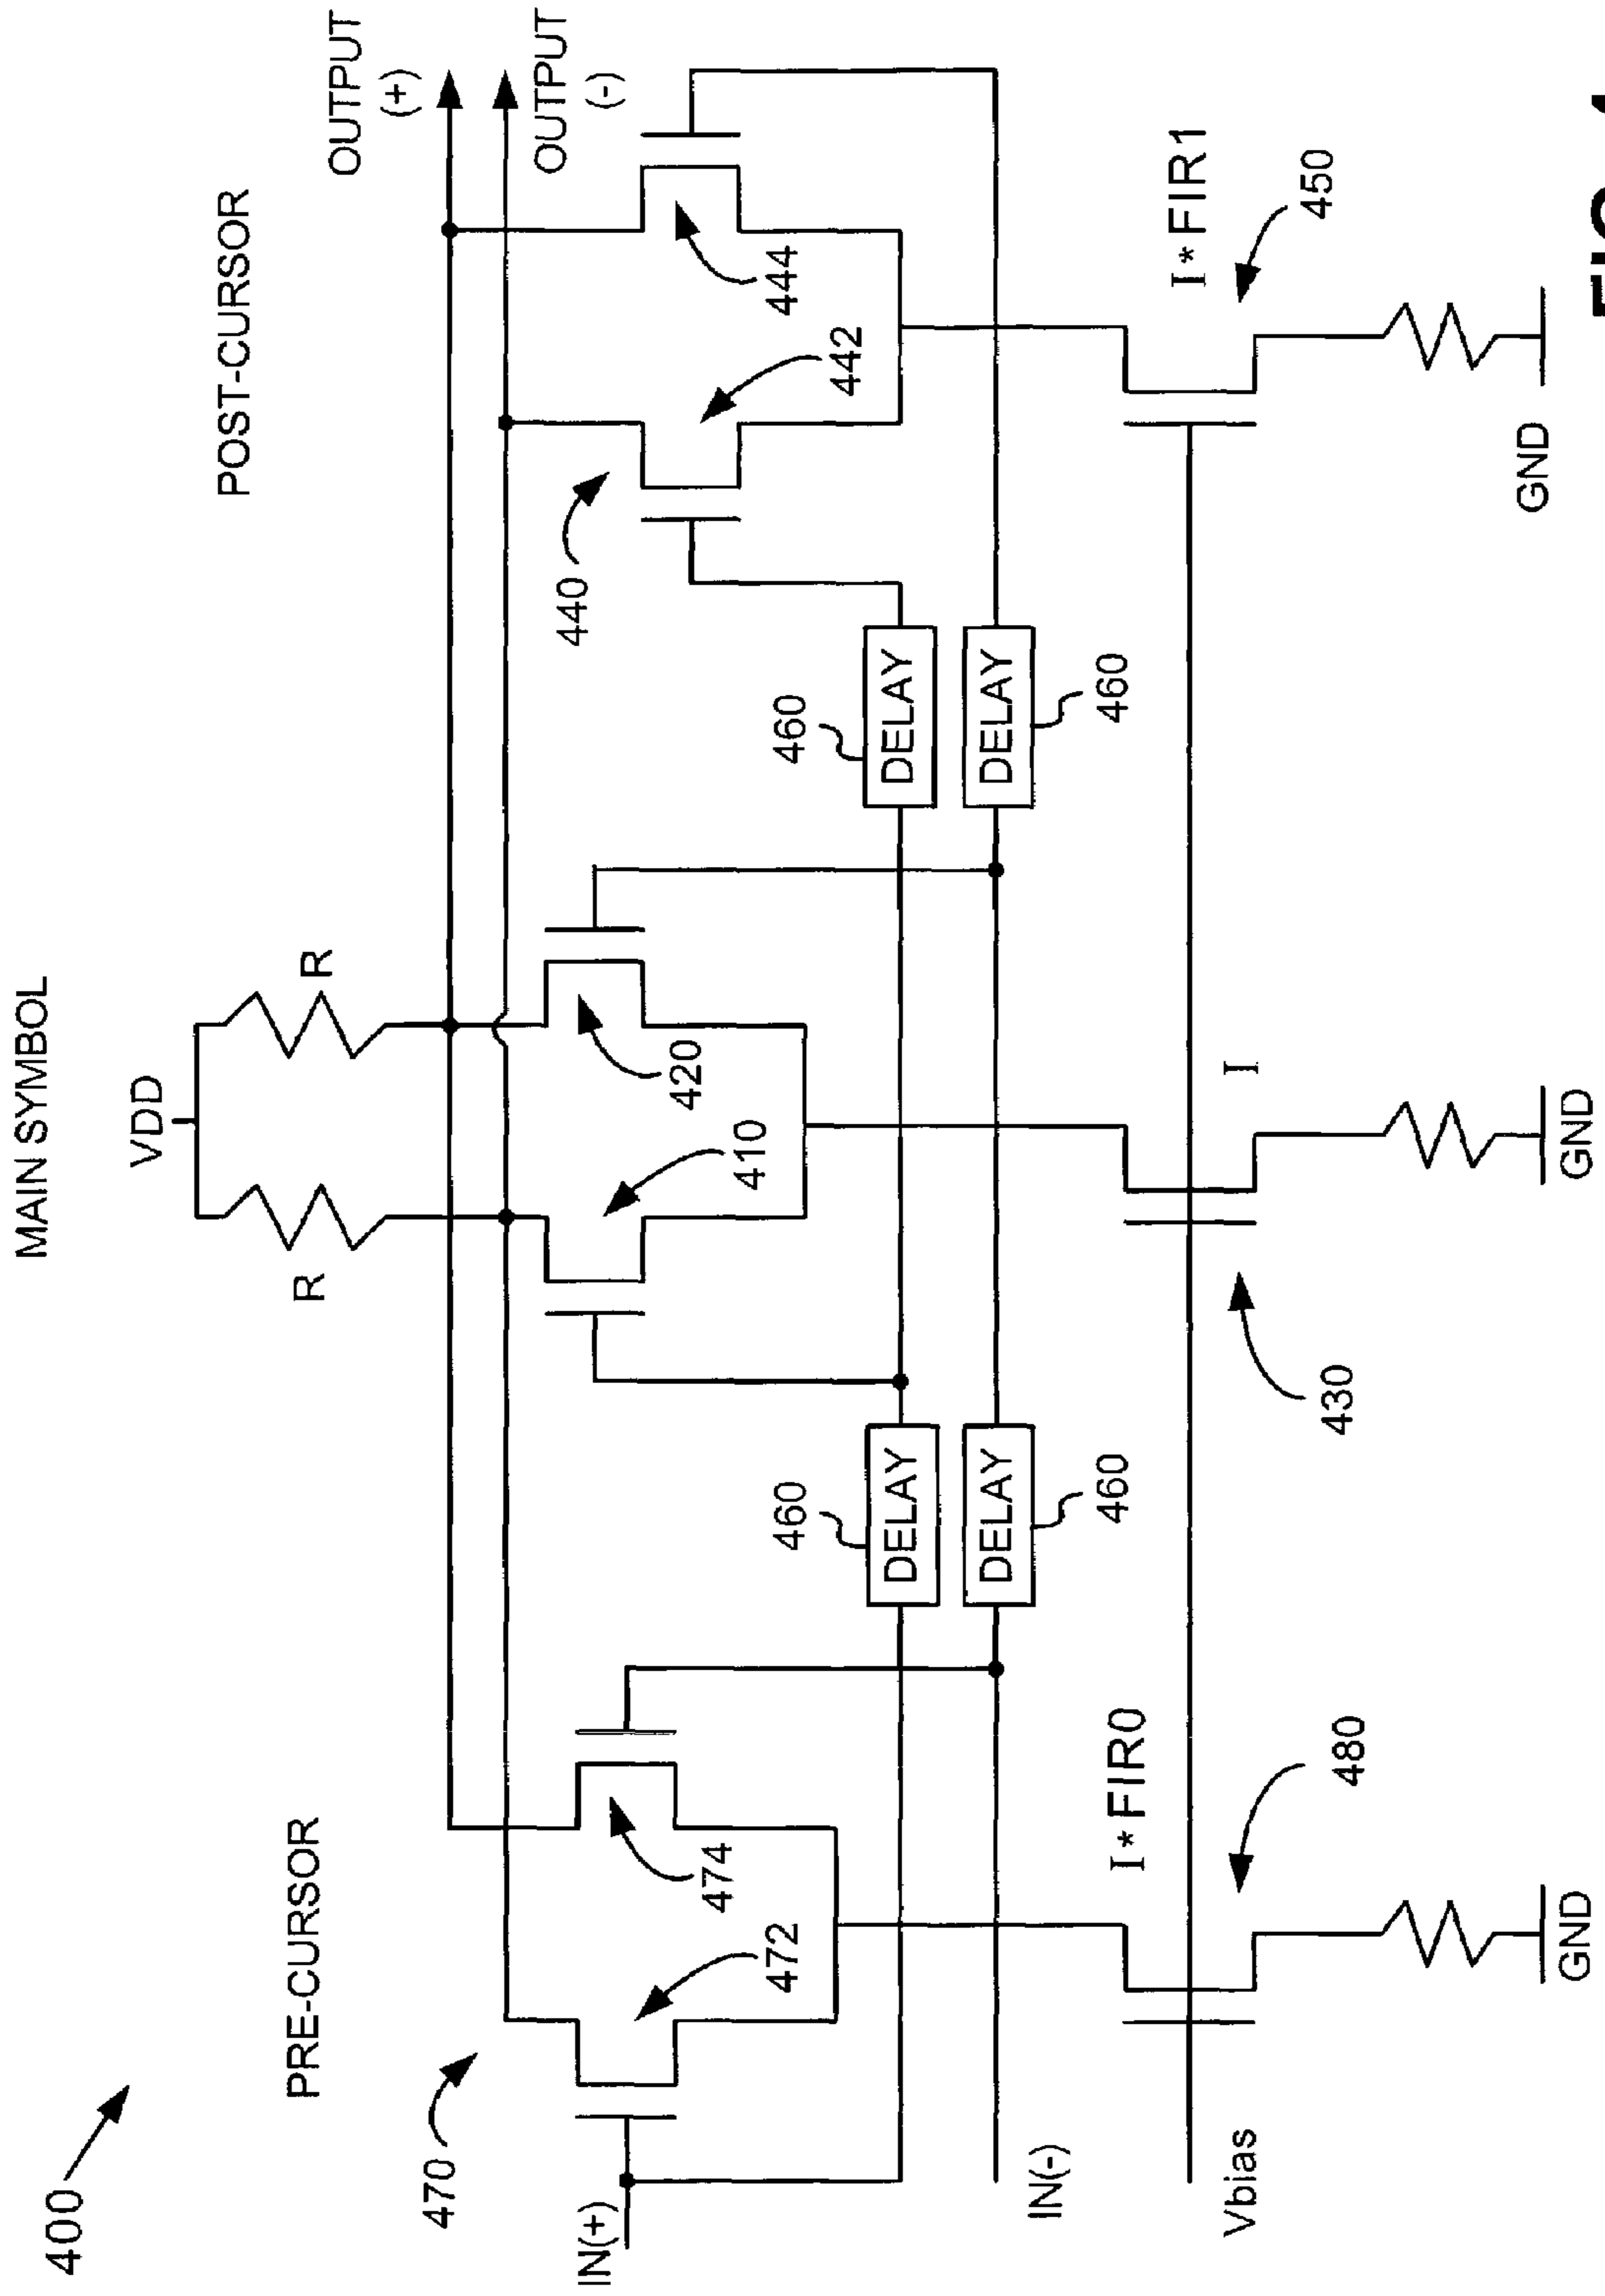 400
MAIN SYMBOL
PRE-CURSOR
POST-CURSOR
VDD
R
R
OUTPUT
(+)
OUTPUT
(-)
470
472
474
410
420
440
442
444
IN(+)
IN(-)
460
DELAY
DELAY
460
460
DELAY
DELAY
460
Vbias
I*FIR0
480
GND
430
I
GND
I*FIR1
450
GND